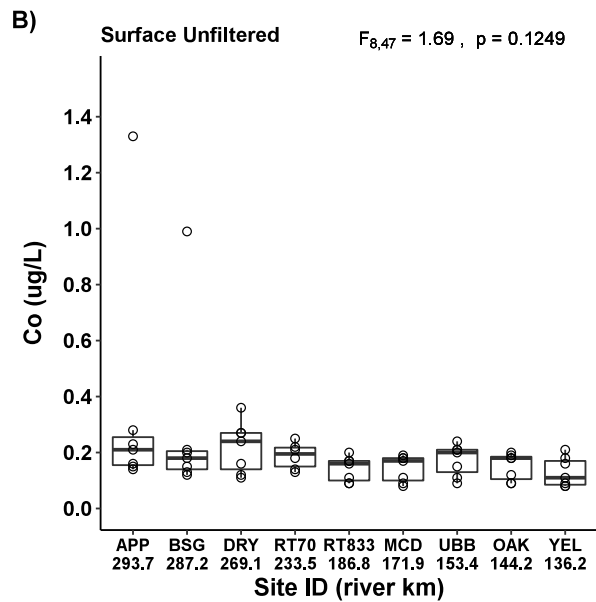 B)
Surface Unfiltered
F8,47 = 1.69 , p = 0.1249
Co (ug/L)
1.4
1.2
1.0
0.8
0.6
0.4
0.2
0.0
APP BSG DRY RT70 RT833 MCD UBB OAK YEL
293.7 287.2 269.1 233.5 186.8 171.9 153.4 144.2 136.2
Site ID (river km)